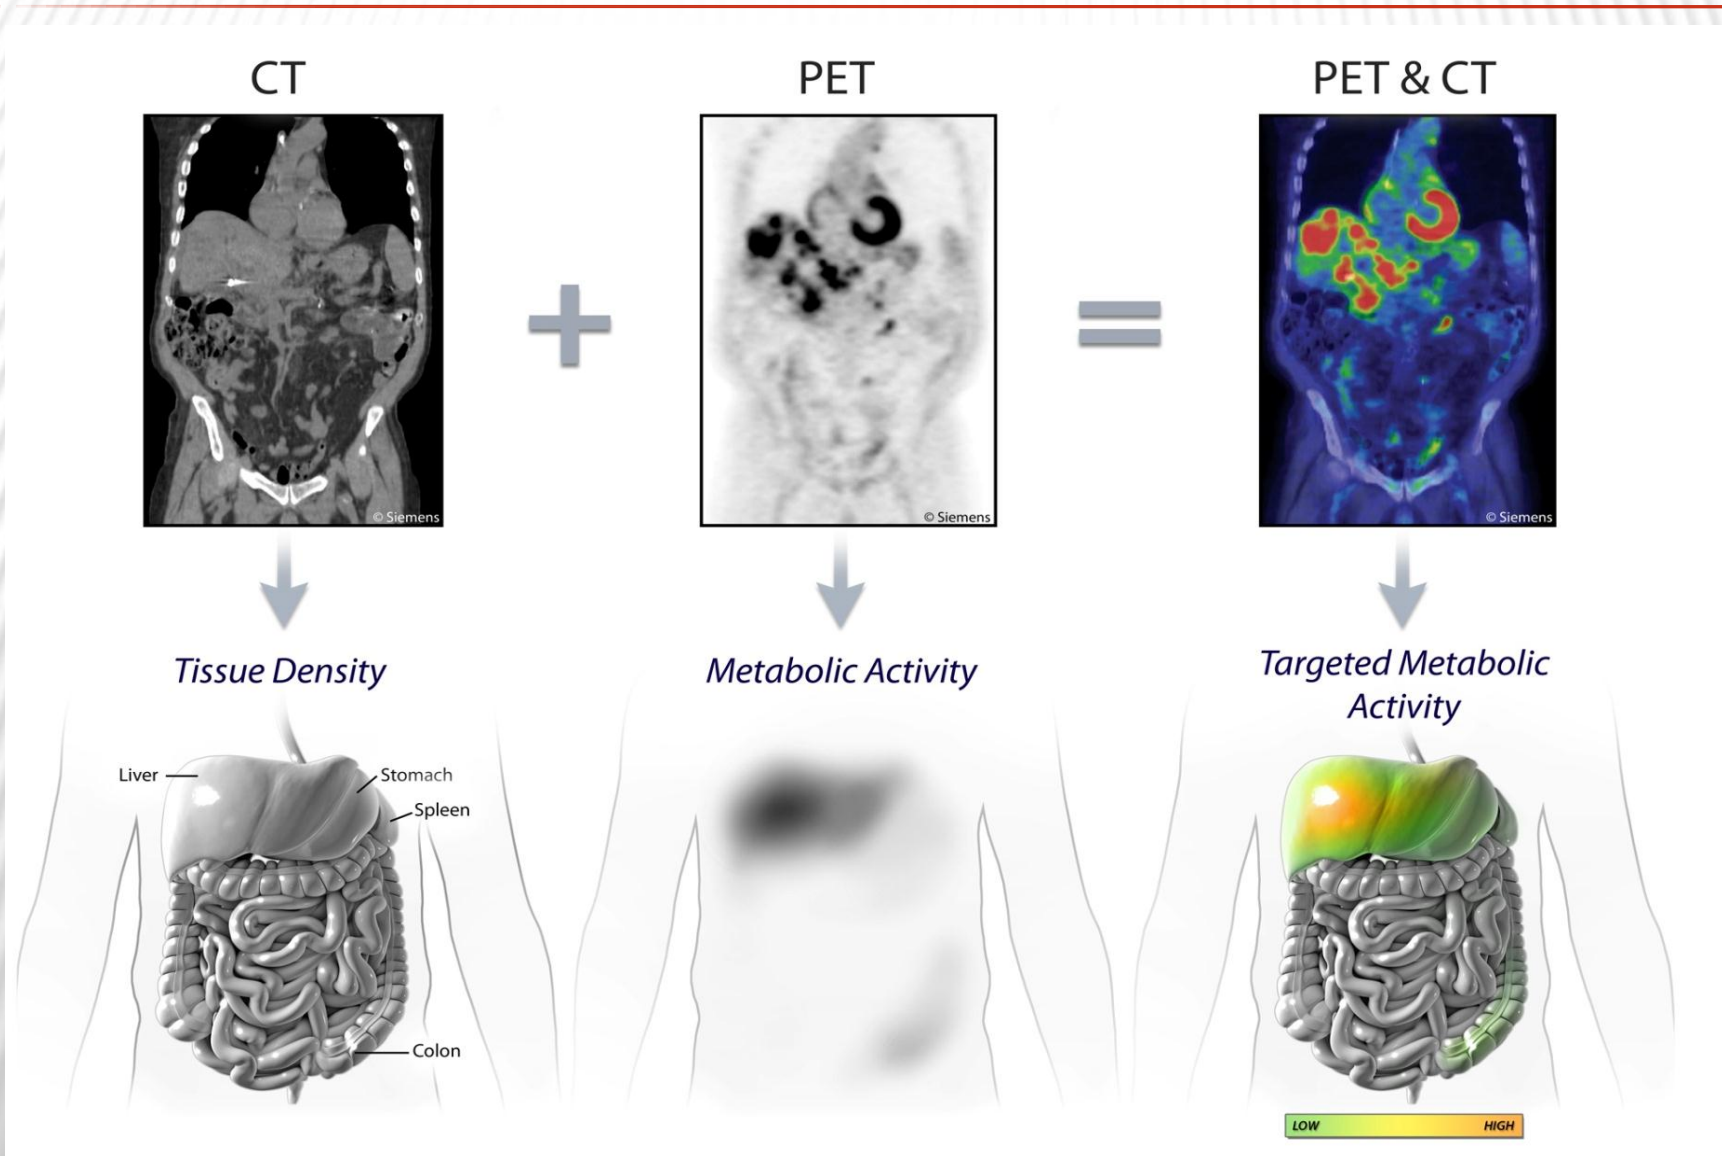 CT
PET
PET & CT
© Siemens
© Siemens
© Siemens
Tissue Density
Metabolic Activity
Targeted Metabolic
Activity
Liver
Stomach
Spleen
Colon
LOW
HIGH